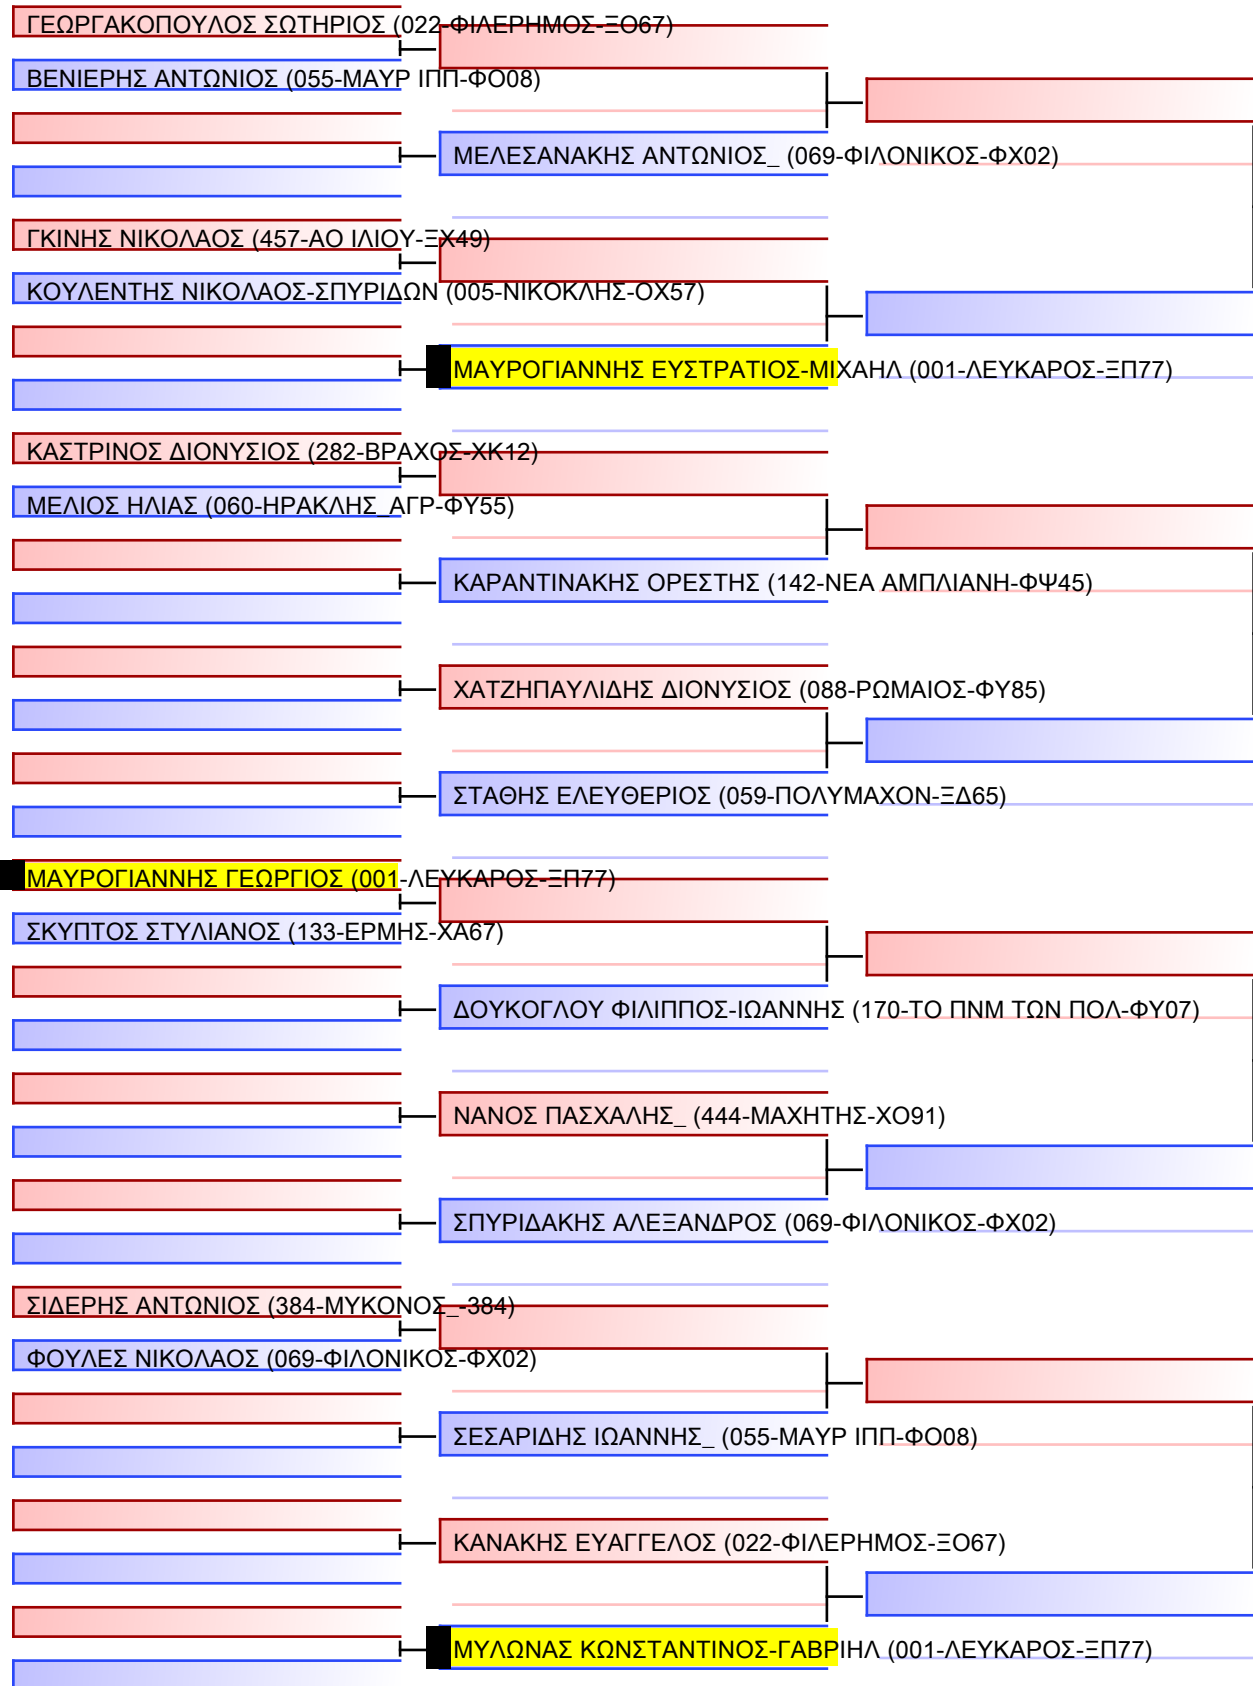 ΓΕΩΡΓΑΚΟΠΟΥΛΟΣ ΣΩΤΗΡΙΟΣ (022-ΦΙΛΕΡΗΜΟΣ-ΞΟ67)
ΒΕΝΙΕΡΗΣ ΑΝΤΩΝΙΟΣ (055-ΜΑΥΡ ΙΠΠ-ΦΟ08)
ΜΕΛΕΣΑΝΑΚΗΣ ΑΝΤΩΝΙΟΣ_ (069-ΦΙΛΟΝΙΚΟΣ-ΦΧ02)
ΓΚΙΝΗΣ ΝΙΚΟΛΑΟΣ (457-ΑΟ ΙΛΙΟΥ-ΞΧ49)
ΚΟΥΛΕΝΤΗΣ ΝΙΚΟΛΑΟΣ-ΣΠΥΡΙΔΩΝ (005-ΝΙΚΟΚΛΗΣ-ΟΧ57)
ΜΑΥΡΟΓΙΑΝΝΗΣ ΕΥΣΤΡΑΤΙΟΣ-ΜΙΧΑΗΛ (001-ΛΕΥΚΑΡΟΣ-ΞΠ77)
ΚΑΣΤΡΙΝΟΣ ΔΙΟΝΥΣΙΟΣ (282-ΒΡΑΧΟΣ-ΧΚ12)
ΜΕΛΙΟΣ ΗΛΙΑΣ (060-ΗΡΑΚΛΗΣ_ΑΓΡ-ΦΥ55)
ΚΑΡΑΝΤΙΝΑΚΗΣ ΟΡΕΣΤΗΣ (142-ΝΕΑ ΑΜΠΛΙΑΝΗ-ΦΨ45)
ΧΑΤΖΗΠΑΥΛΙΔΗΣ ΔΙΟΝΥΣΙΟΣ (088-ΡΩΜΑΙΟΣ-ΦΥ85)
ΣΤΑΘΗΣ ΕΛΕΥΘΕΡΙΟΣ (059-ΠΟΛΥΜΑΧΟΝ-ΞΔ65)
ΜΑΥΡΟΓΙΑΝΝΗΣ ΓΕΩΡΓΙΟΣ (001-ΛΕΥΚΑΡΟΣ-ΞΠ77)
ΣΚΥΠΤΟΣ ΣΤΥΛΙΑΝΟΣ (133-ΕΡΜΗΣ-ΧΑ67)
ΔΟΥΚΟΓΛΟΥ ΦΙΛΙΠΠΟΣ-ΙΩΑΝΝΗΣ (170-ΤΟ ΠΝΜ ΤΩΝ ΠΟΛ-ΦΥ07)
ΝΑΝΟΣ ΠΑΣΧΑΛΗΣ_ (444-ΜΑΧΗΤΗΣ-ΧΟ91)
ΣΠΥΡΙΔΑΚΗΣ ΑΛΕΞΑΝΔΡΟΣ (069-ΦΙΛΟΝΙΚΟΣ-ΦΧ02)
ΣΙΔΕΡΗΣ ΑΝΤΩΝΙΟΣ (384-ΜΥΚΟΝΟΣ_-384)
ΦΟΥΛΕΣ ΝΙΚΟΛΑΟΣ (069-ΦΙΛΟΝΙΚΟΣ-ΦΧ02)
ΣΕΣΑΡΙΔΗΣ ΙΩΑΝΝΗΣ_ (055-ΜΑΥΡ ΙΠΠ-ΦΟ08)
ΚΑΝΑΚΗΣ ΕΥΑΓΓΕΛΟΣ (022-ΦΙΛΕΡΗΜΟΣ-ΞΟ67)
ΜΥΛΩΝΑΣ ΚΩΝΣΤΑΝΤΙΝΟΣ-ΓΑΒΡΙΗΛ (001-ΛΕΥΚΑΡΟΣ-ΞΠ77)